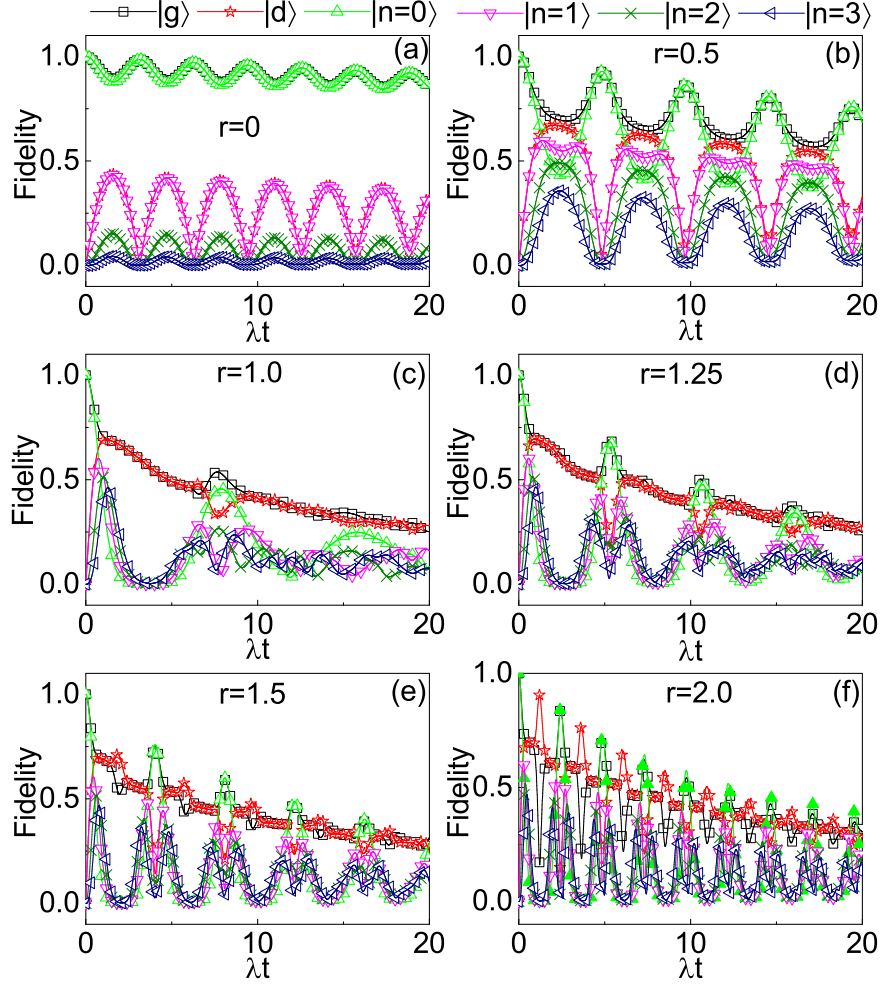 |g⟩ |d⟩ |n=0⟩ |n=1⟩ |n=2⟩ |n=3⟩
(a) r=0 Fidelity 1.0 0.5 0.0 0 10 20 λt
(b) r=0.5 Fidelity 1.0 0.5 0.0 0 10 20 λt
(c) r=1.0 Fidelity 1.0 0.5 0.0 0 10 20 λt
(d) r=1.25 Fidelity 1.0 0.5 0.0 0 10 20 λt
(e) r=1.5 Fidelity 1.0 0.5 0.0 0 10 20 λt
(f) r=2.0 Fidelity 1.0 0.5 0.0 0 10 20 λt